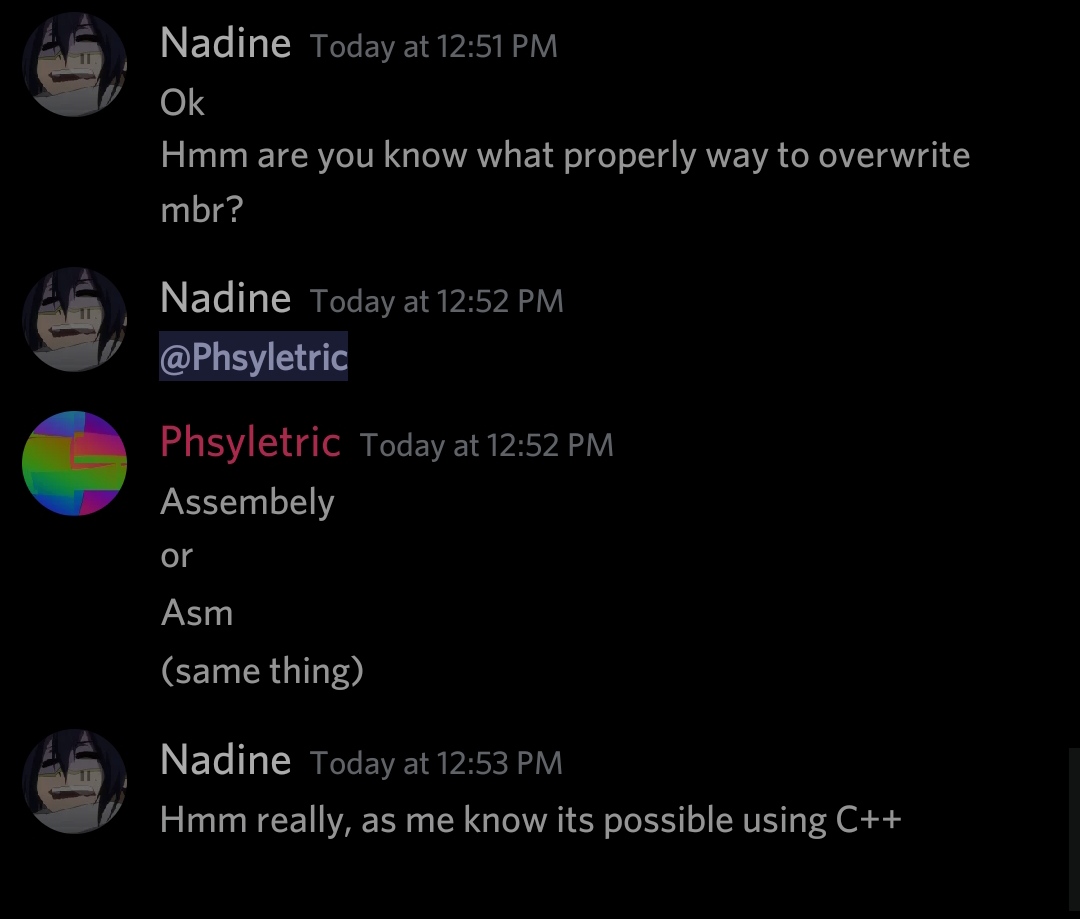 Nadine Today at 12:51 PM
Ok
Hmm are you know what properly way to overwrite
mbr?
Nadine Today at 12:52 PM
@Phsyletric
Phsyletric Today at 12:52 PM
Assembely
or
Asm
(same thing)
Nadine Today at 12:53 PM
Hmm really, as me know its possible using C++